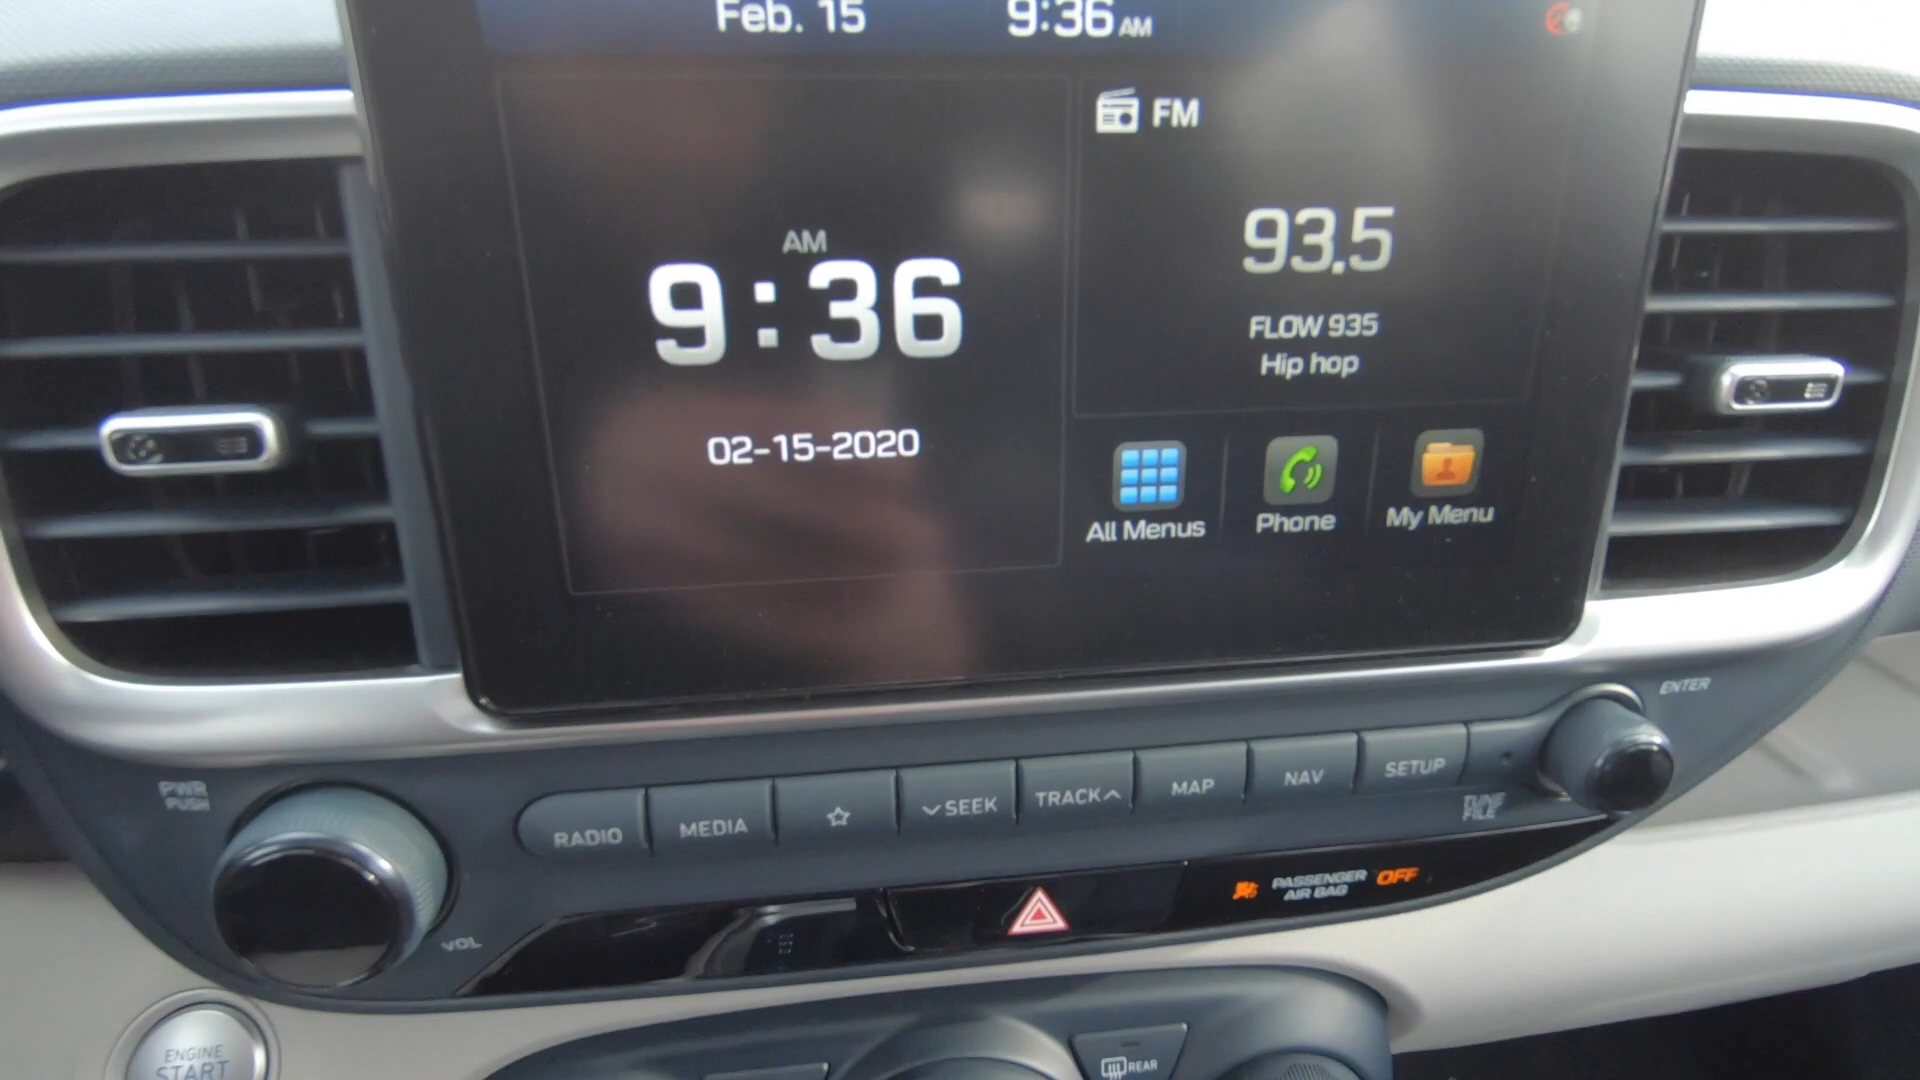 Feb. 15
9:36 AM
FM
AM
9:36
93.5
FLOW 935
Hip hop
02-15-2020
All Menus
Phone
My Menu
ENTER
PWR
PUSH
VOL
RADIO
MEDIA
SEEK
TRACK
MAP
NAV
SETUP
TUNE
FILE
PASSENGER
AIR BAG
OFF
ENGINE
START
REAR